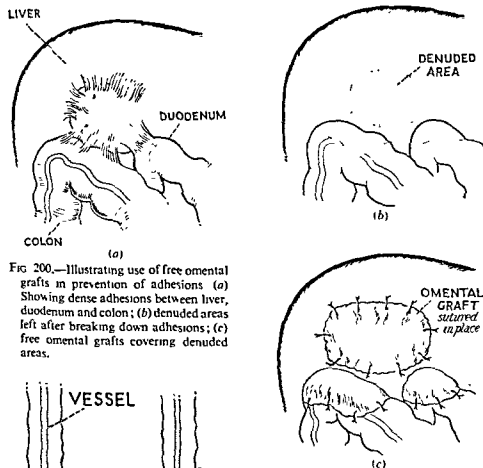 LIVER
DUODENUM
COLON
(a)
DENUDED
AREA
(b)
FIG 200.—Illustrating use of free omental
grafts in prevention of adhesions (a)
Showing dense adhesions between liver,
duodenum and colon; (b) denuded areas
left after breaking down adhesions; (c)
free omental grafts covering denuded
areas.
OMENTAL
GRAFT
sutured
in place
(c)
VESSEL